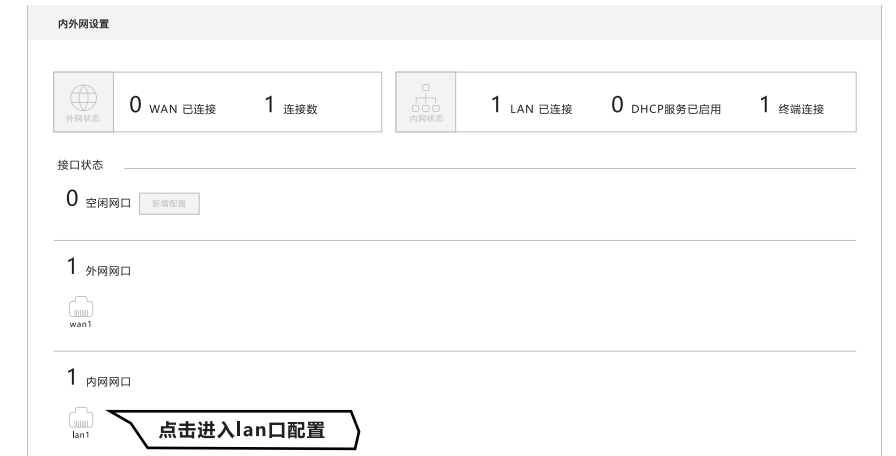 内外网设置
外网状态
0 WAN 已连接
1 连接数
内网状态
1 LAN 已连接
0 DHCP服务已启用
1 终端连接
接口状态
0 空闲网口
新增配置
1 外网网口
wan1
1 内网网口
lan1
点击进入lan口配置